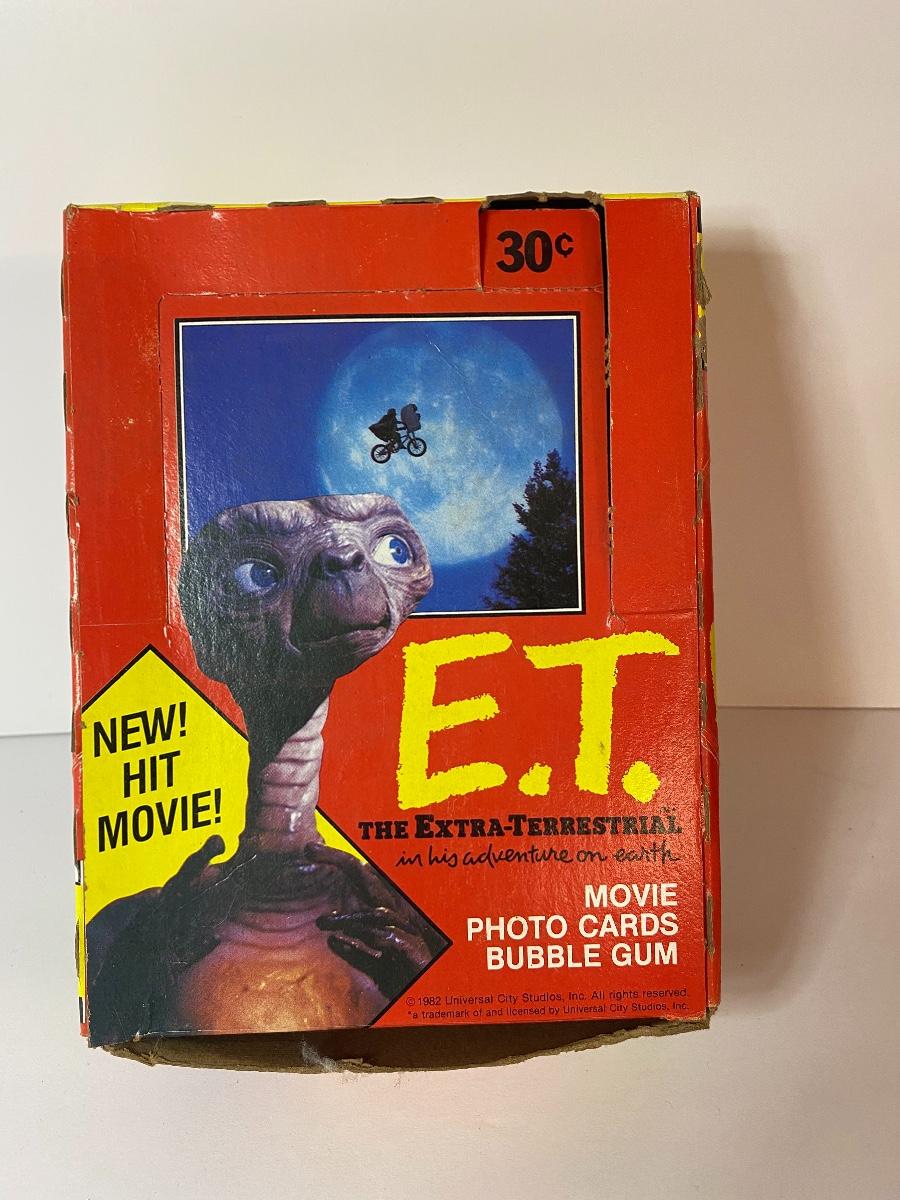 30¢
NEW!
HIT
MOVIE!
E.T.
THE EXTRA-TERRESTRIAL
in his adventure on earth
MOVIE
PHOTO CARDS
BUBBLE GUM
©1982 Universal City Studios, Inc. All rights reserved.
*a trademark of and licensed by Universal City Studios, Inc.